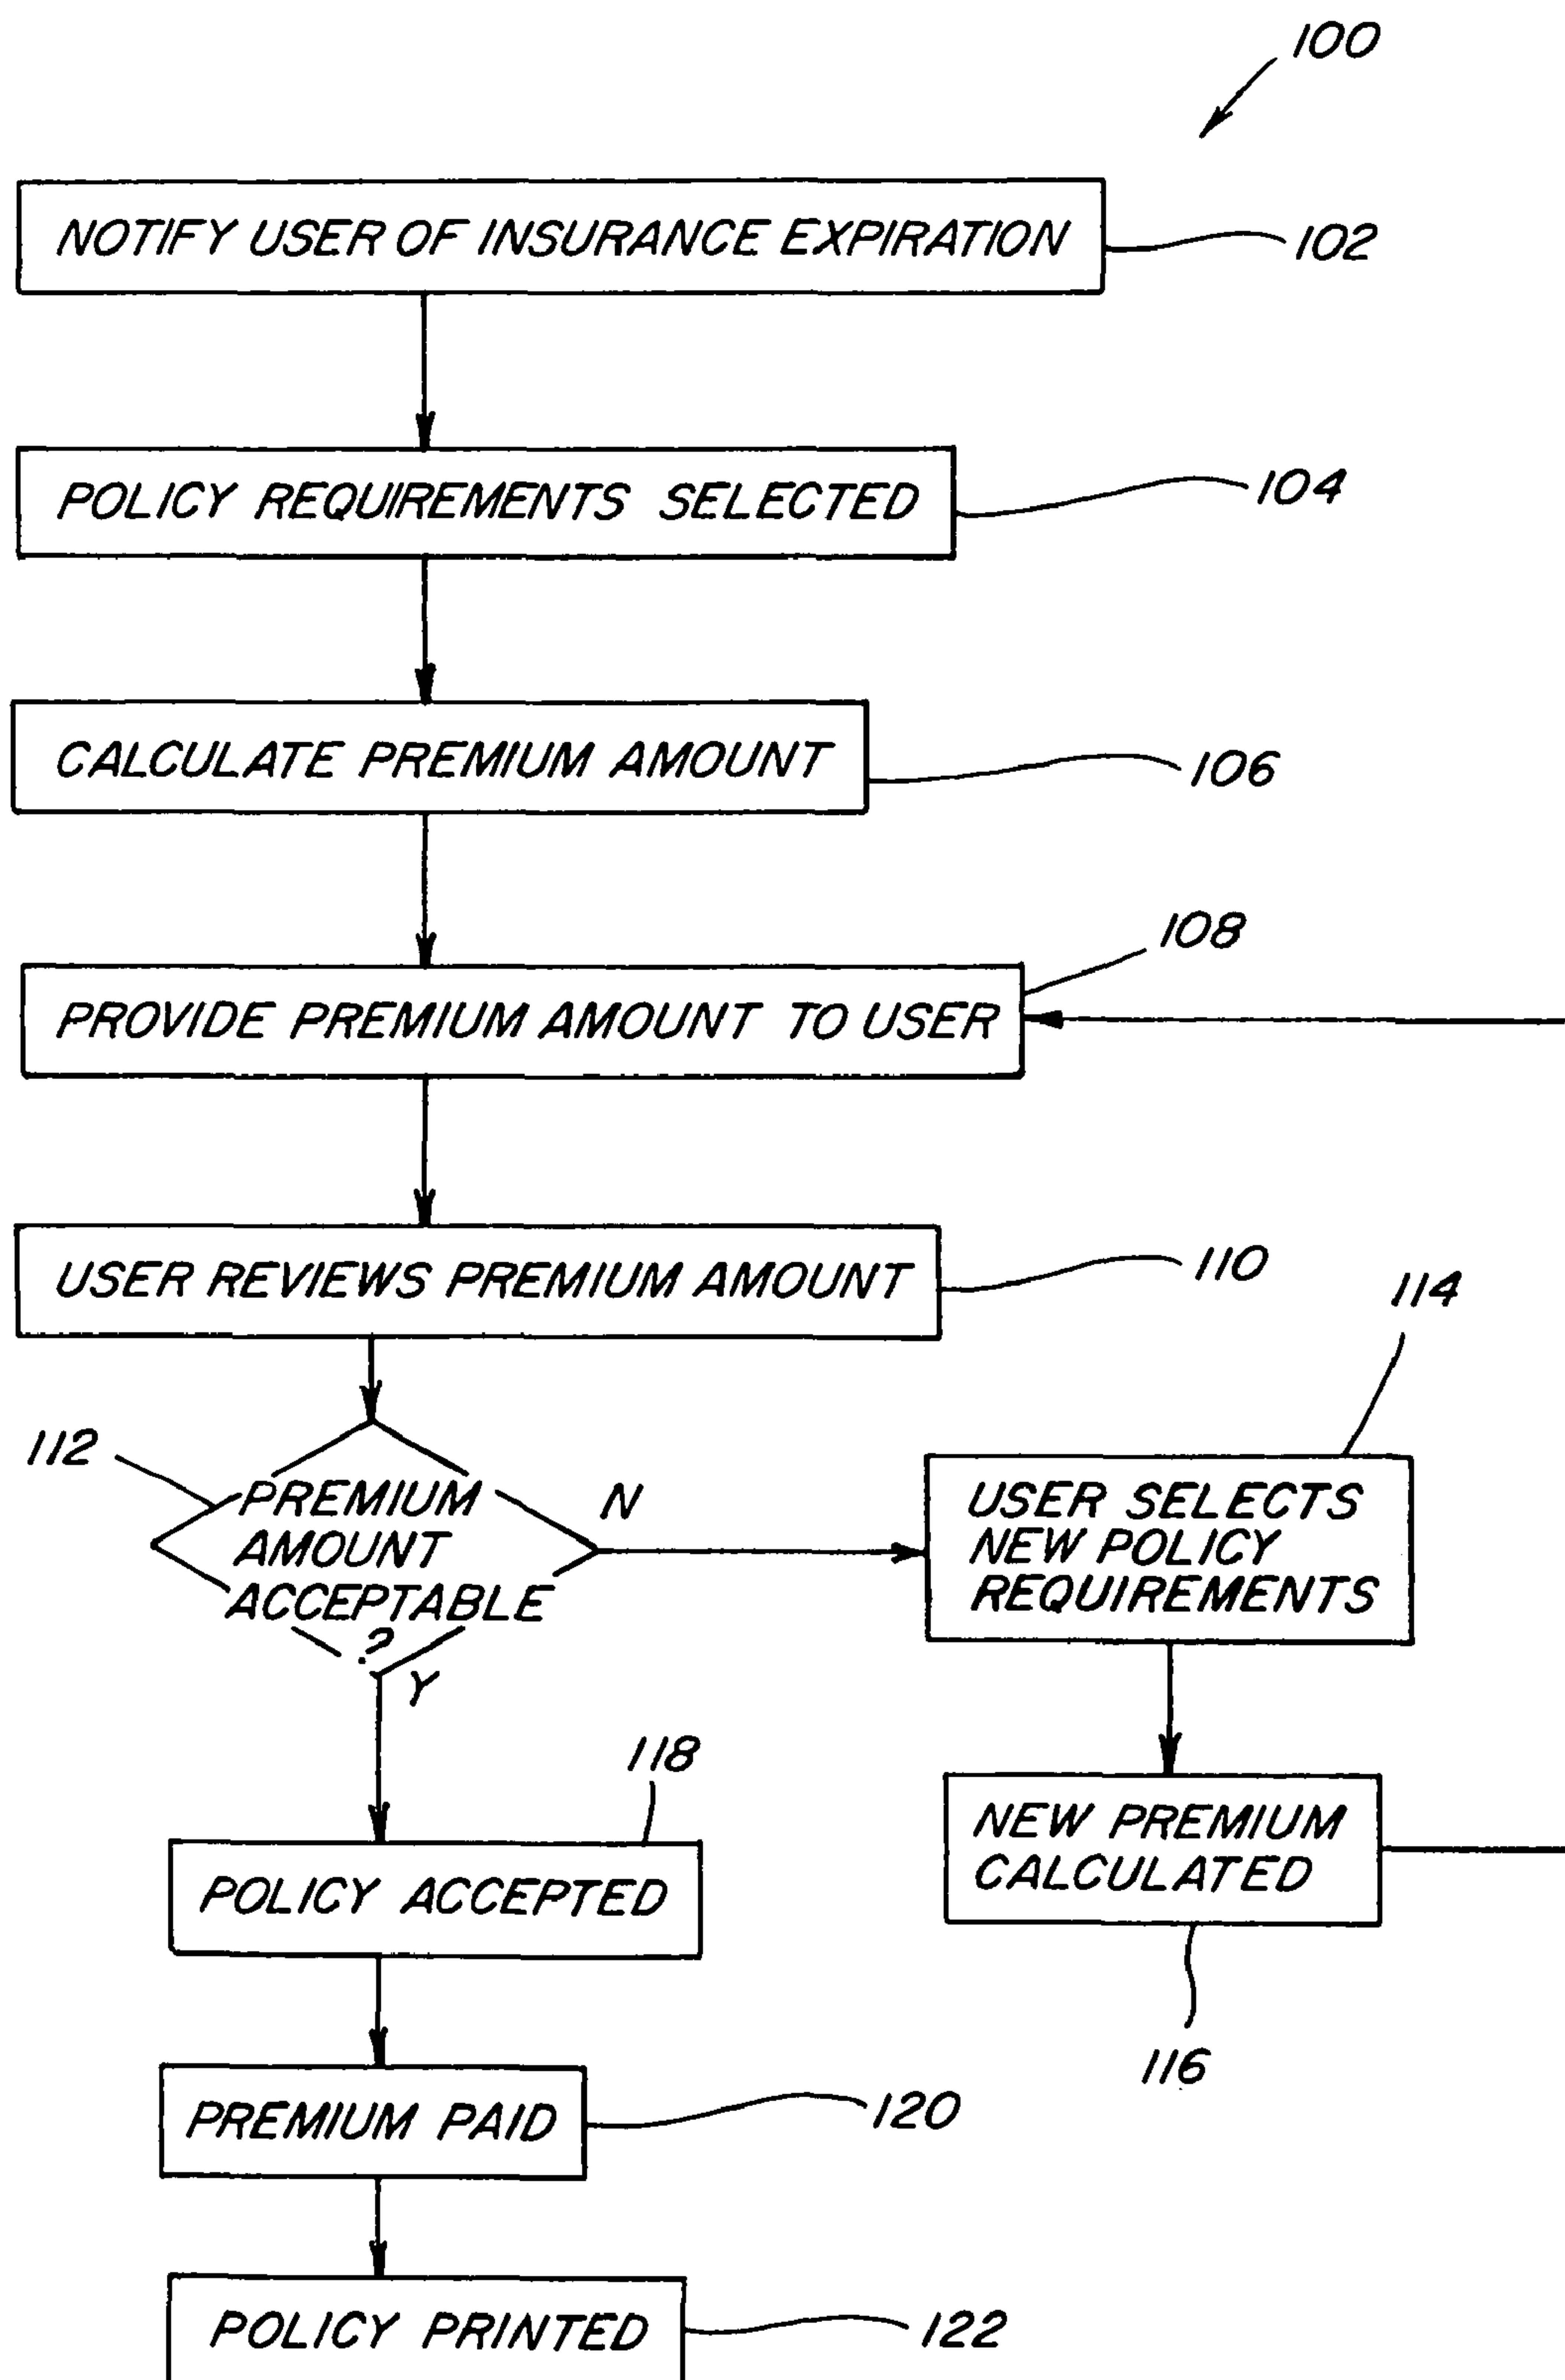 100
NOTIFY USER OF INSURANCE EXPIRATION
102
POLICY REQUIREMENTS SELECTED
104
CALCULATE PREMIUM AMOUNT
106
108
PROVIDE PREMIUM AMOUNT TO USER
USER REVIEWS PREMIUM AMOUNT
110
112
PREMIUM
AMOUNT
ACCEPTABLE
?
N
Y
114
USER SELECTS
NEW POLICY
REQUIREMENTS
NEW PREMIUM
CALCULATED
116
118
POLICY ACCEPTED
PREMIUM PAID
120
POLICY PRINTED
122